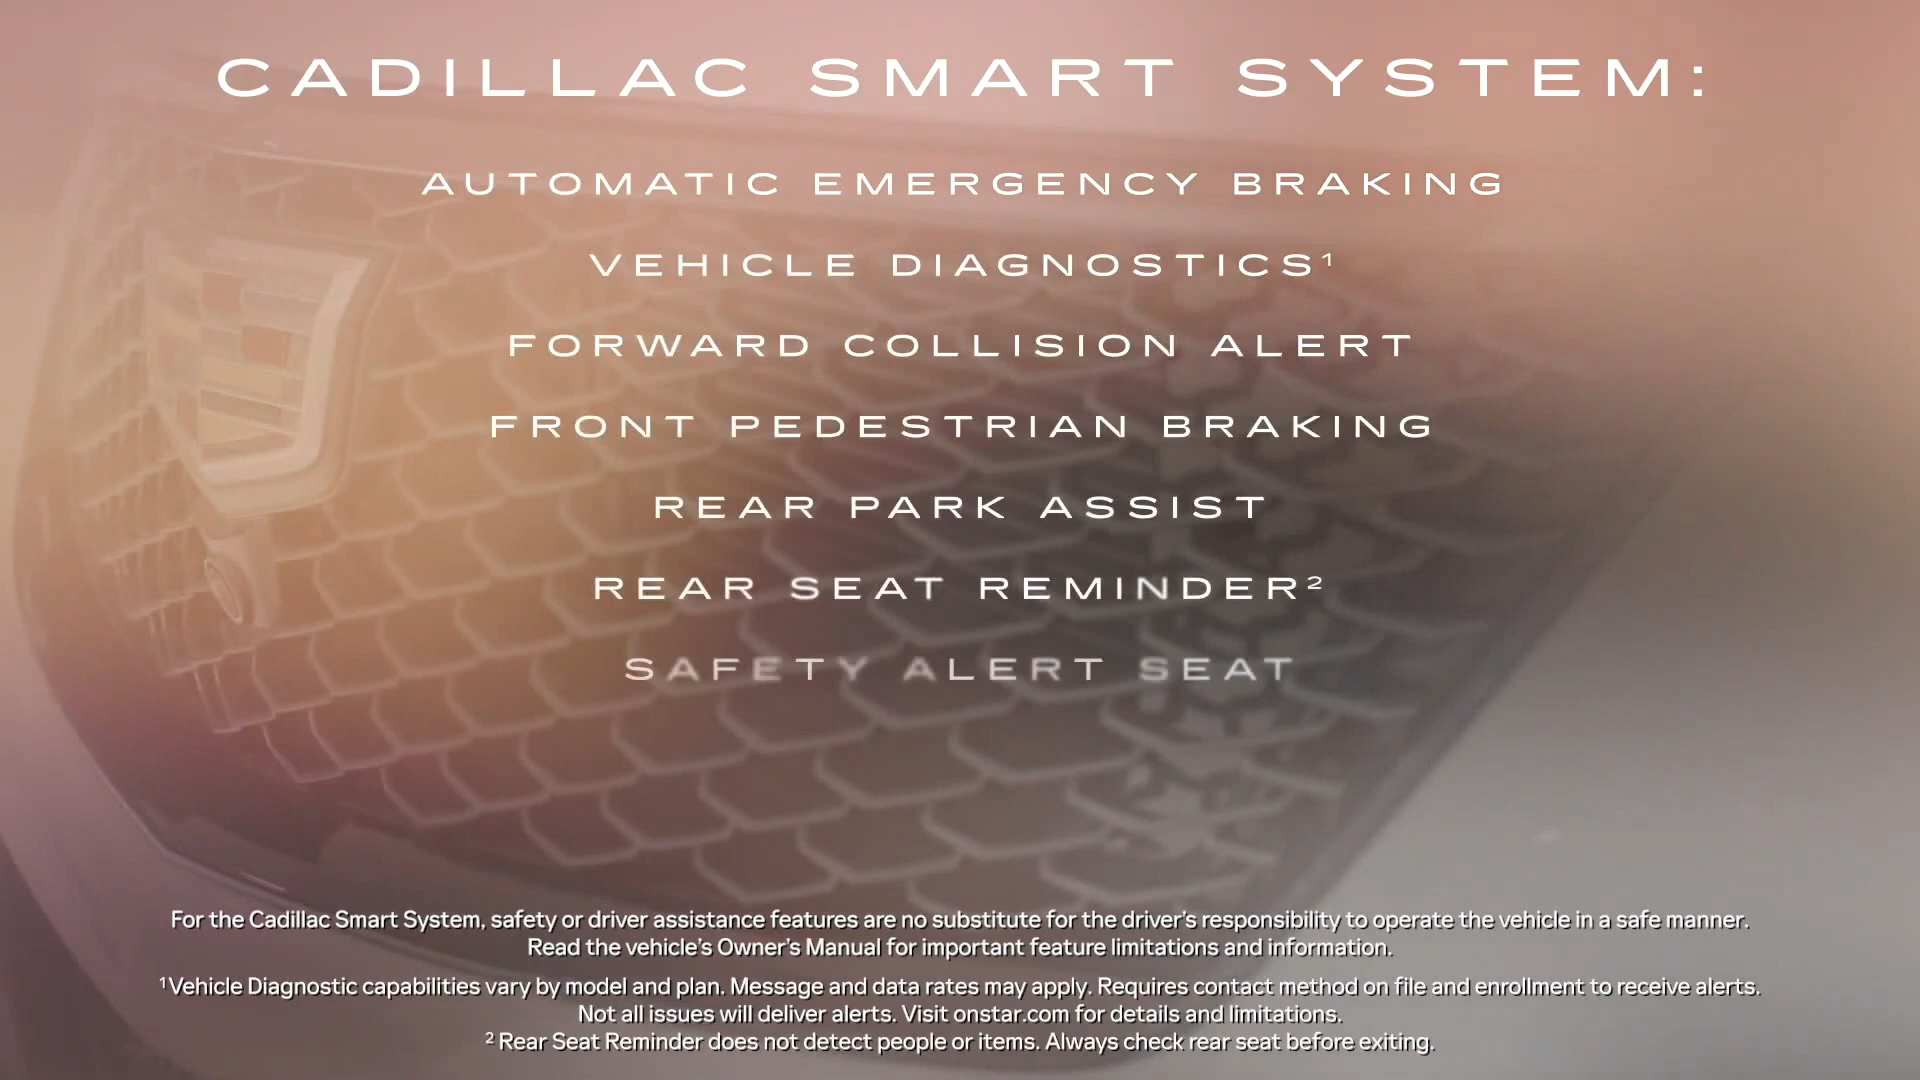 CADILLAC SMART SYSTEM:
AUTOMATIC EMERGENCY BRAKING
VEHICLE DIAGNOSTICS¹
FORWARD COLLISION ALERT
FRONT PEDESTRIAN BRAKING
REAR PARK ASSIST
REAR SEAT REMINDER²
SAFETY ALERT SEAT
For the Cadillac Smart System, safety or driver assistance features are no substitute for the driver’s responsibility to operate the vehicle in a safe manner.
Read the vehicle’s Owner’s Manual for important feature limitations and information.
¹Vehicle Diagnostic capabilities vary by model and plan. Message and data rates may apply. Requires contact method on file and enrollment to receive alerts.
Not all issues will deliver alerts. Visit onstar.com for details and limitations.
² Rear Seat Reminder does not detect people or items. Always check rear seat before exiting.